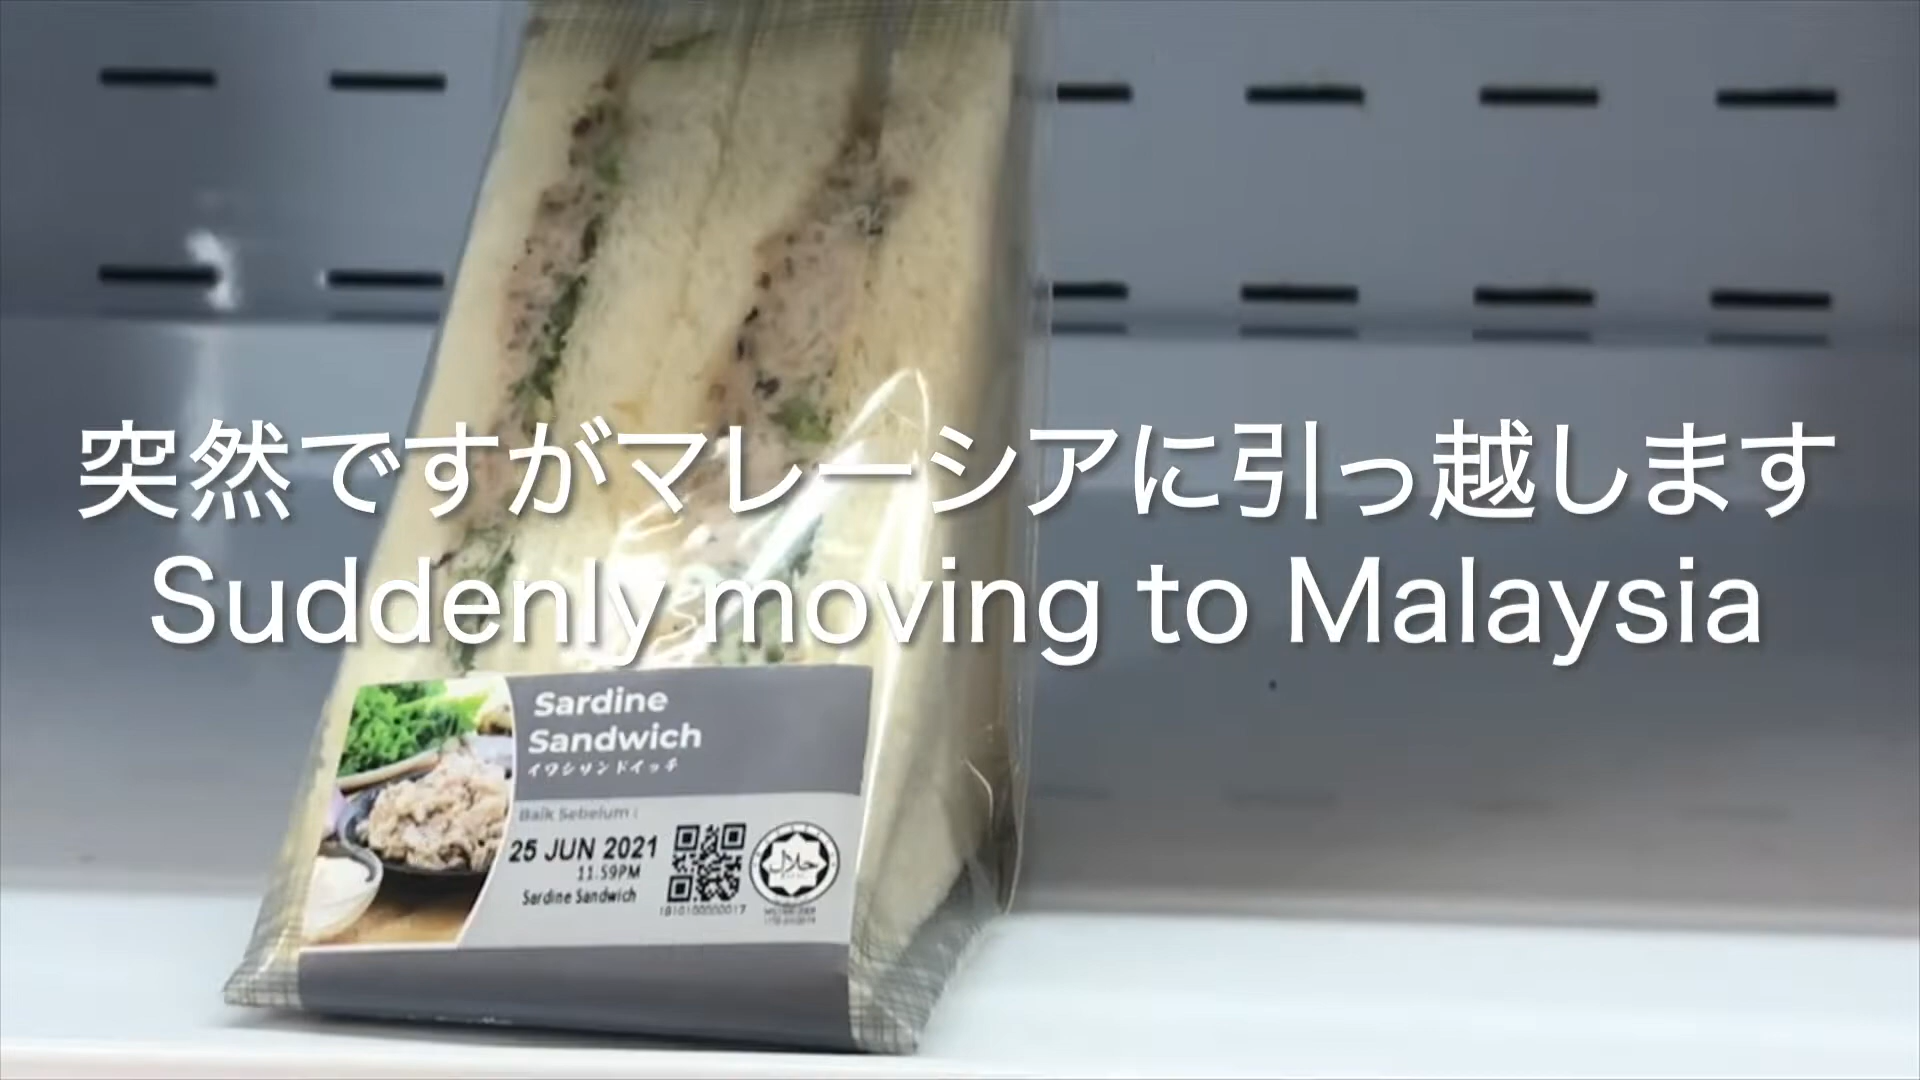 突然ですがマレーシアに引っ越します
Suddenly moving to Malaysia
Sardine
Sandwich
イワシサンドイッチ
Baik Sebelum :
25 JUN 2021
11.59PM
Sardine Sandwich
1810100000017
حلال